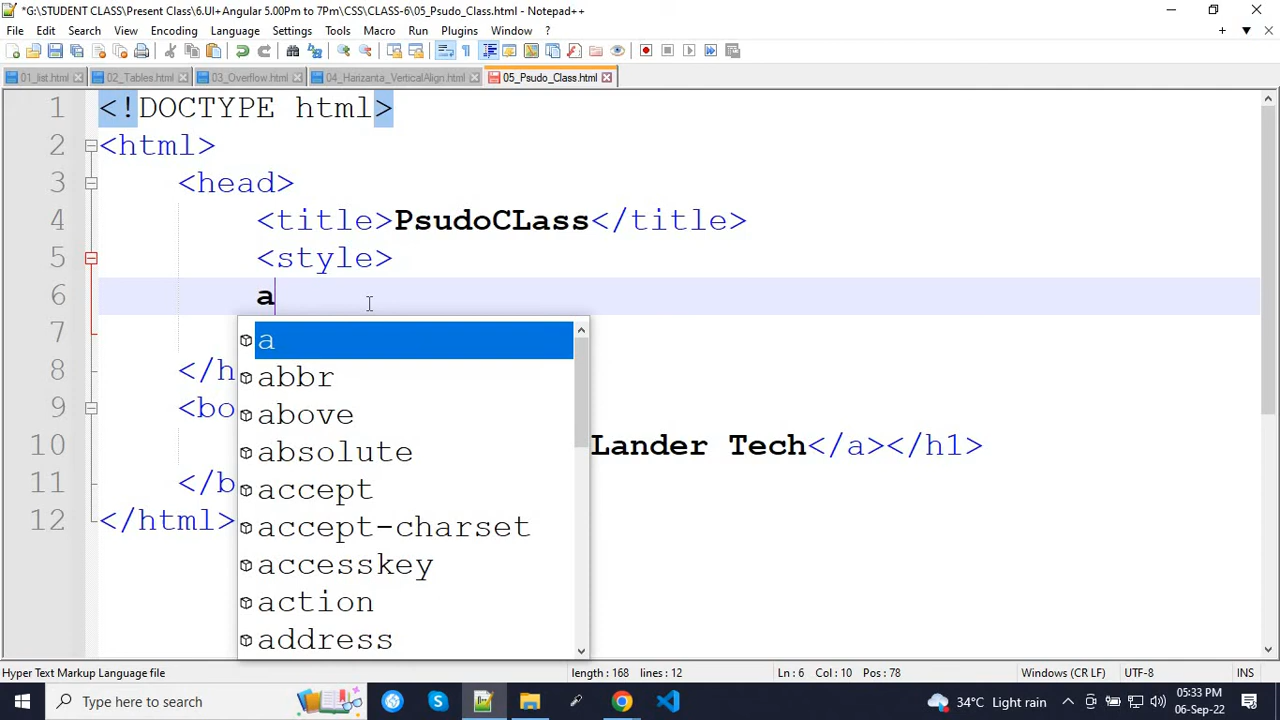 *G:\STUDENT CLASS\Present Class\6.UI+Angular 5.00Pm to 7Pm\CSS\CLASS-6\05_Psudo_Class.html - Notepad++
File Edit Search View Encoding Language Settings Tools Macro Run Plugins Window ?
01_list.html 02_Tables.html 03_Overflow.html 04_Harizanta_VerticalAlign.html 05_Psudo_Class.html
1 <!DOCTYPE html>
2 <html>
3 <head>
4 <title>PsudoCLass</title>
5 <style>
6 a
7
8 </h
9 <bo
10 Lander Tech</a></h1>
11 </b
12 </html>
a
abbr
above
absolute
accept
accept-charset
accesskey
action
address
Hyper Text Markup Language file length : 168 lines : 12 Ln : 6 Col : 10 Pos : 78 Windows (CR LF) UTF-8 INS
Type here to search
34°C Light rain
05:33 PM
06-Sep-22